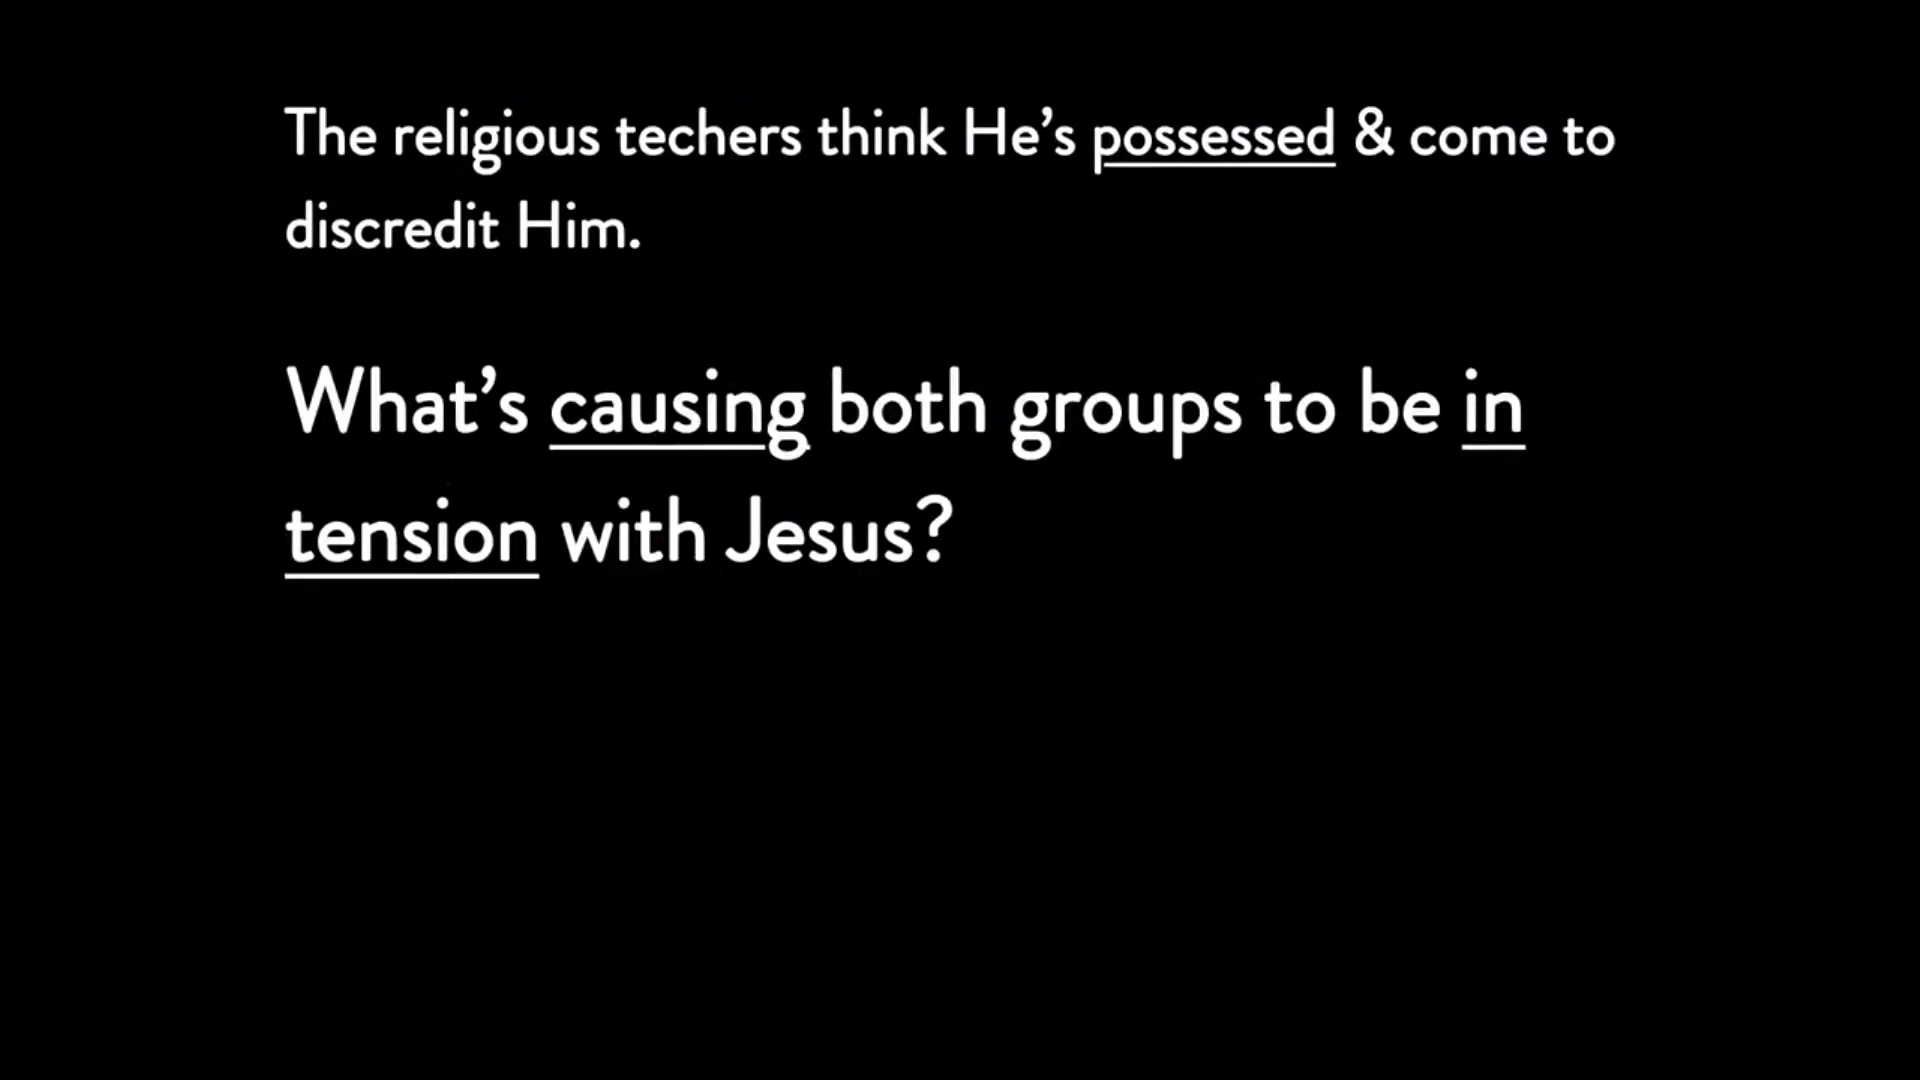 The religious techers think He’s possessed & come to
discredit Him.
What’s causing both groups to be in
tension with Jesus?